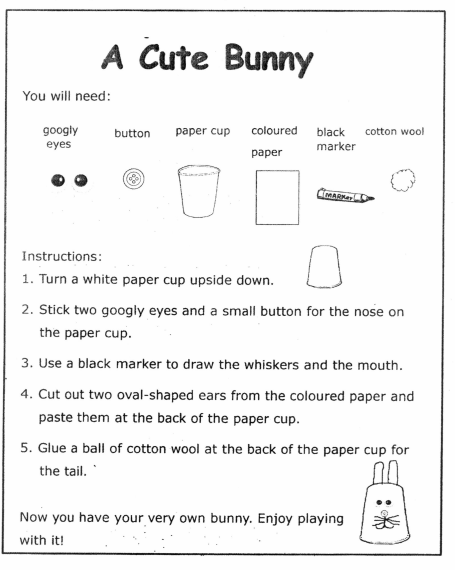 A Cute Bunny
You will need:
googly
eyes
button
paper cup
coloured
paper
black
marker
cotton wool
MARKER
Instructions:
1. Turn a white paper cup upside down.
2. Stick two googly eyes and a small button for the nose on
the paper cup.
3. Use a black marker to draw the whiskers and the mouth.
4. Cut out two oval-shaped ears from the coloured paper and
paste them at the back of the paper cup.
5. Glue a ball of cotton wool at the back of the paper cup for
the tail.
Now you have your very own bunny. Enjoy playing
with it!